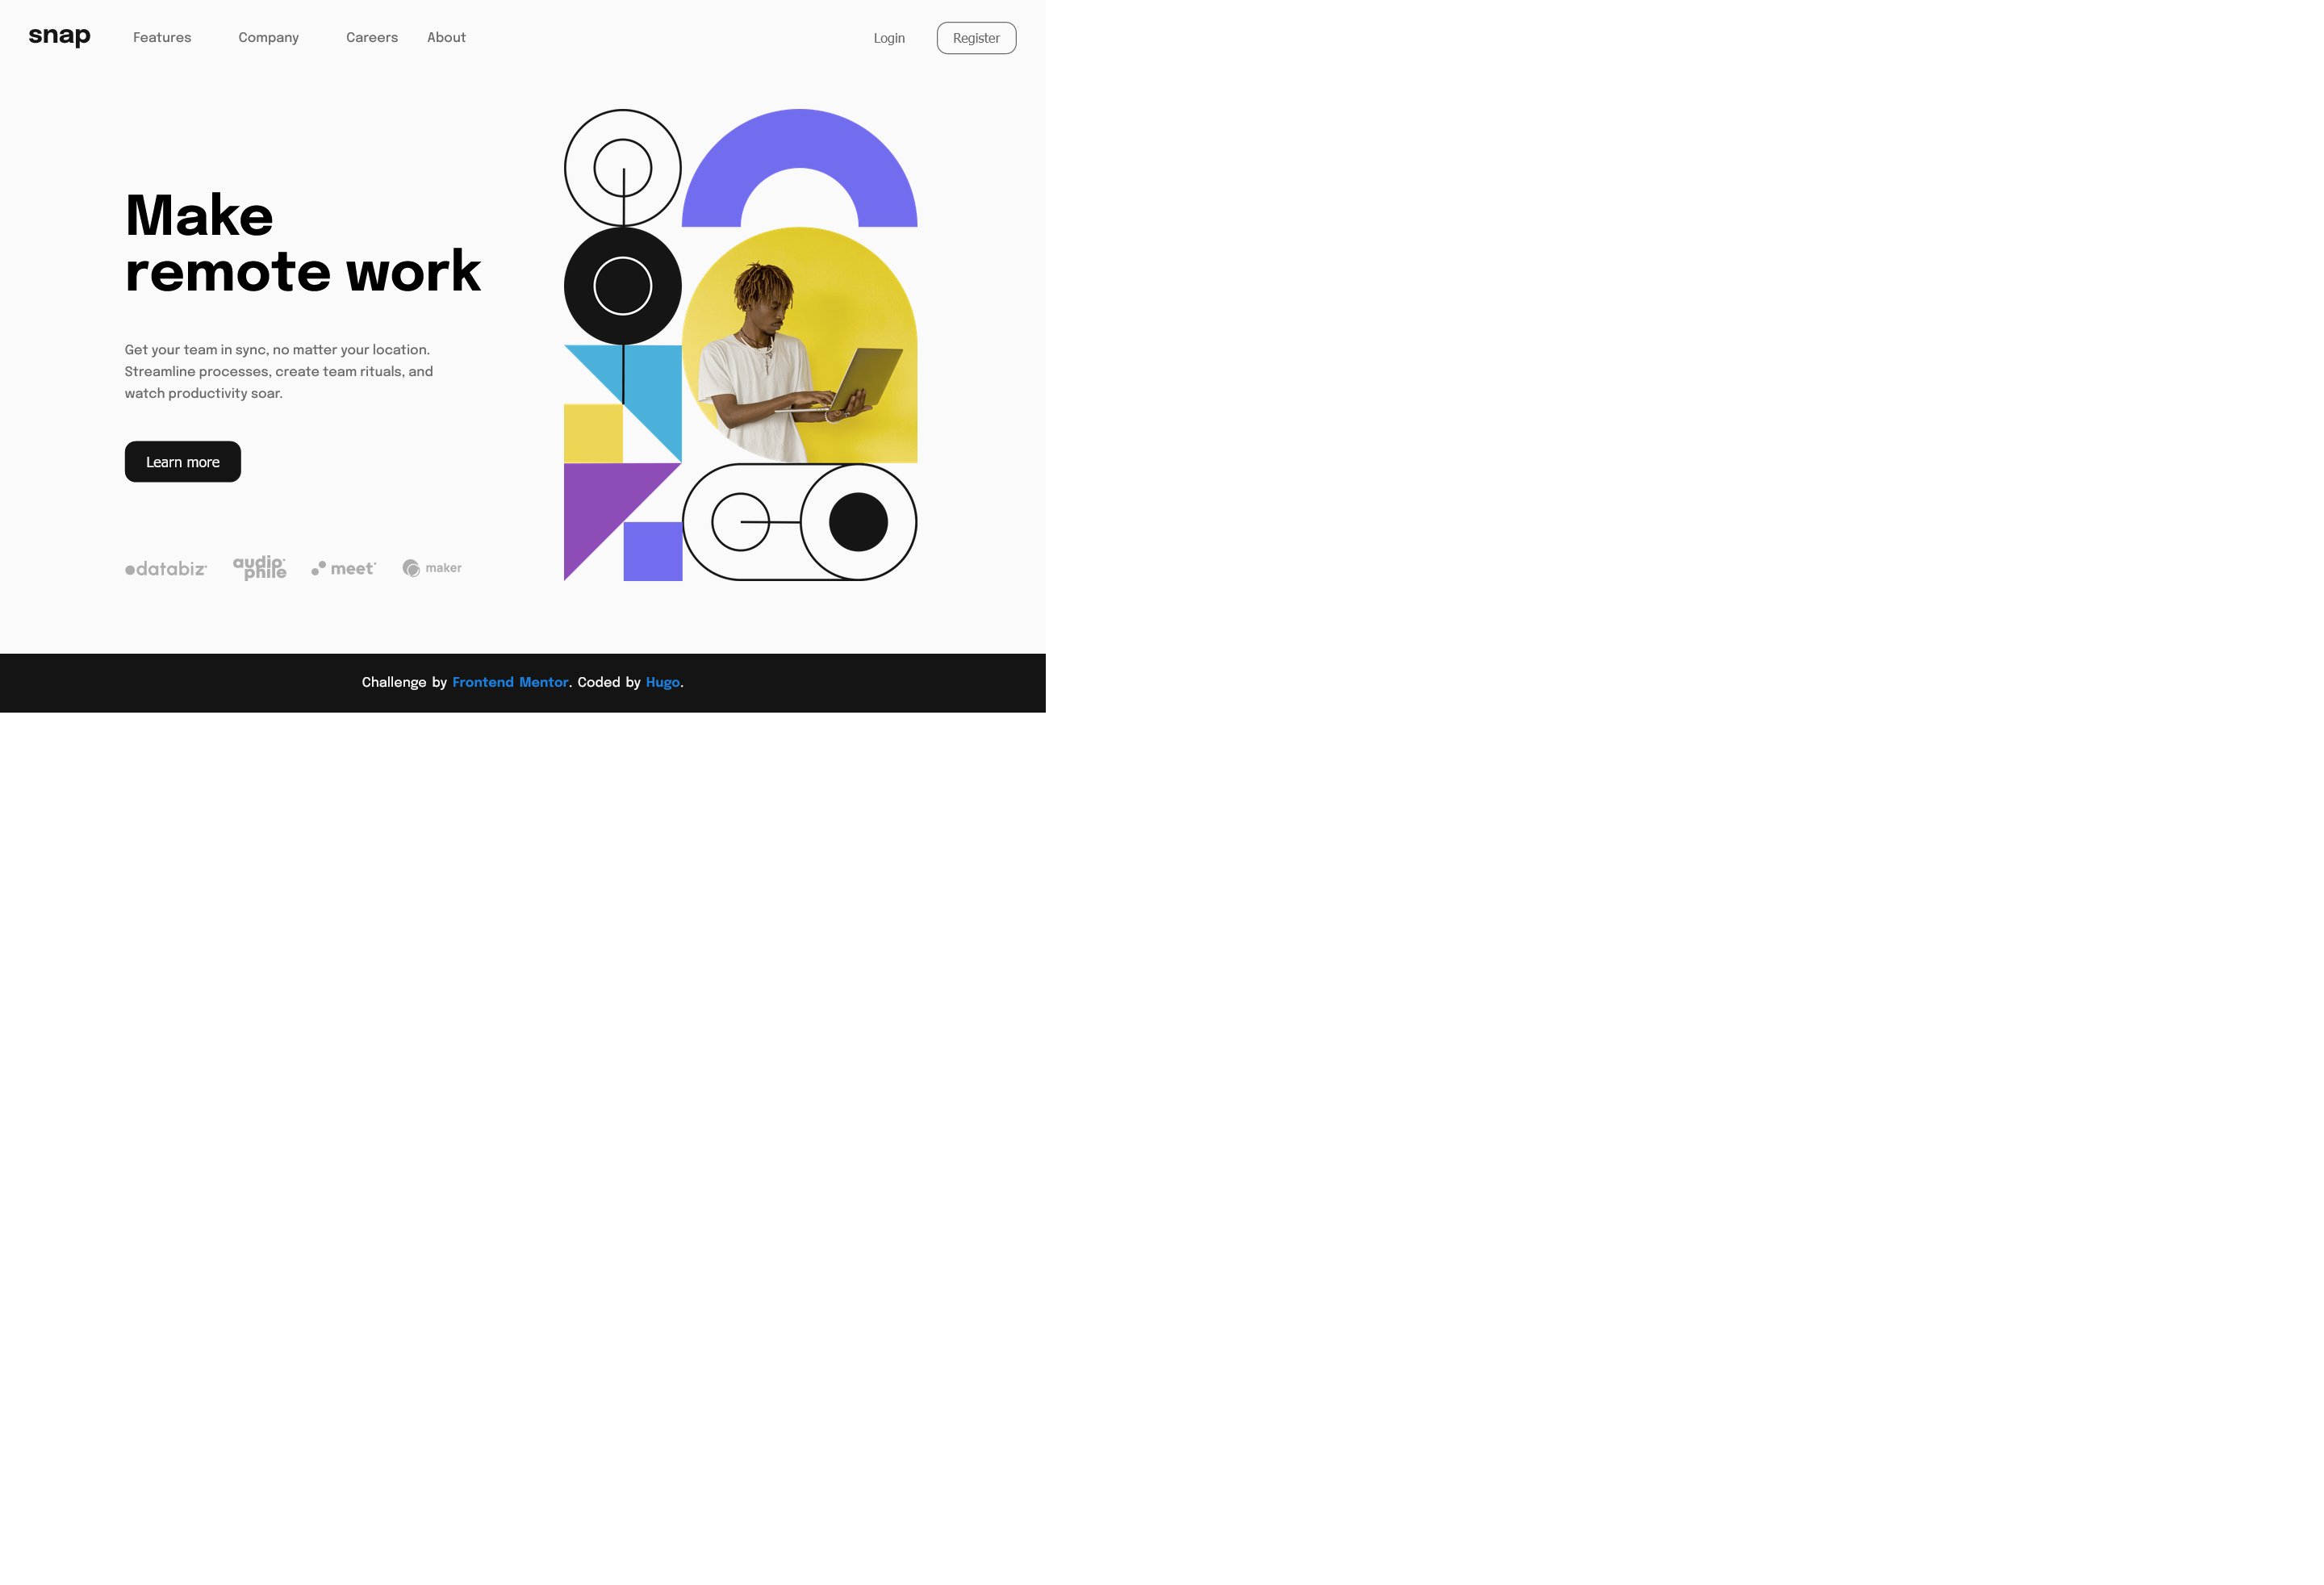 snap Features Company Careers About Login Register
Make
remote work
Get your team in sync, no matter your location.
Streamline processes, create team rituals, and
watch productivity soar.
Learn more
databiz audiophile meet maker
Challenge by Frontend Mentor. Coded by Hugo.